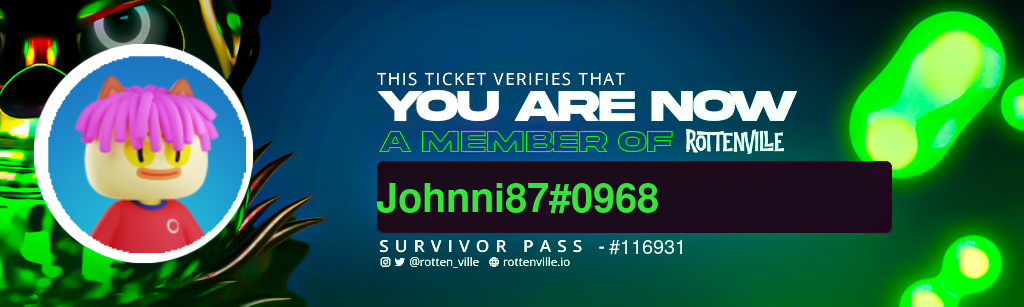 THIS TICKET VERIFIES THAT
YOU ARE NOW
A MEMBER OF ROTTENVILLE
Johnni87#0968
SURVIVOR PASS - #116931
@rotten_ville rottenville.io